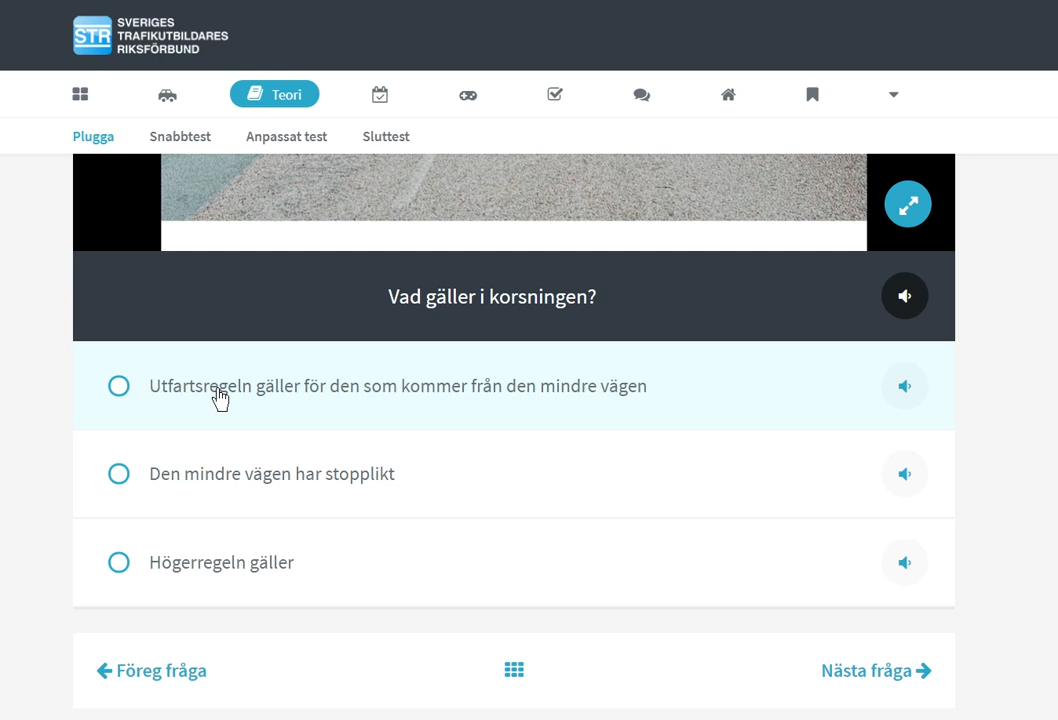 STR
SVERIGES
TRAFIKUTBILDARES
RIKSFÖRBUND
Teori
Plugga
Snabbtest
Anpassat test
Sluttest
Vad gäller i korsningen?
Utfartsregeln gäller för den som kommer från den mindre vägen
Den mindre vägen har stopplikt
Högerregeln gäller
Föreg fråga
Nästa fråga